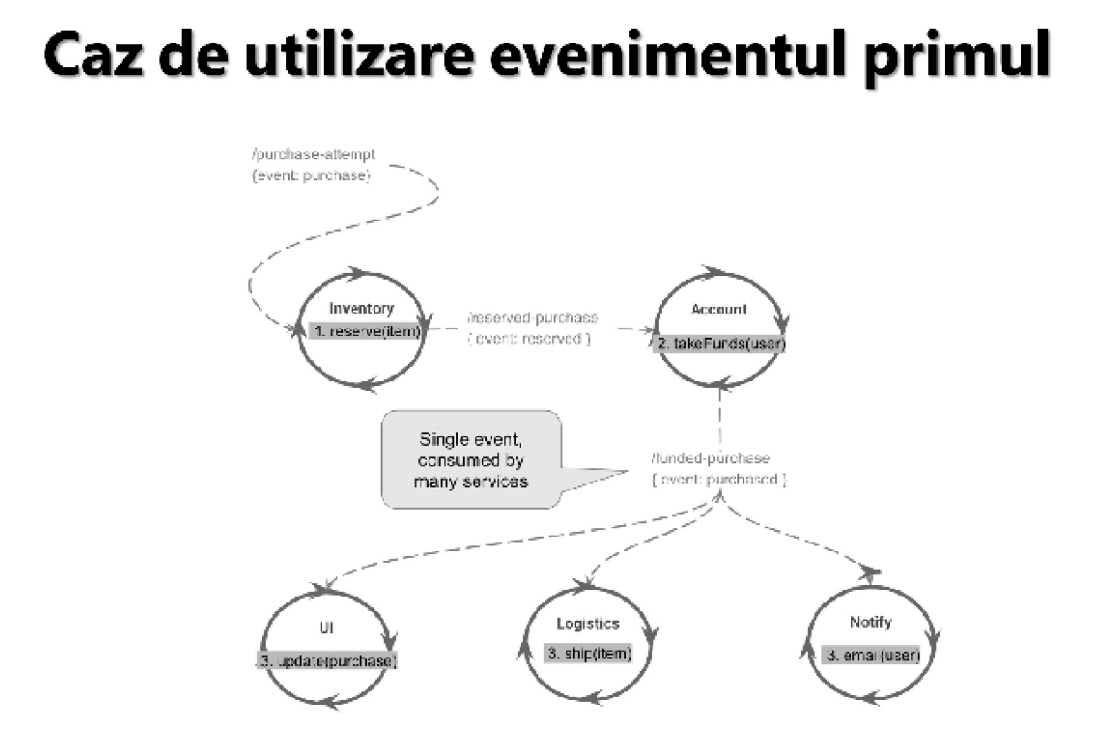 Caz de utilizare evenimentul primul
/purchase-attempt
{event: purchase}
Inventory
1. reserve(item)
/reserved-purchase
{ event: reserved }
Account
2. takeFunds(user)
Single event,
consumed by
many services
/funded-purchase
{ event: purchased }
UI
3. update(purchase)
Logistics
3. ship(item)
Notify
3. email(user)